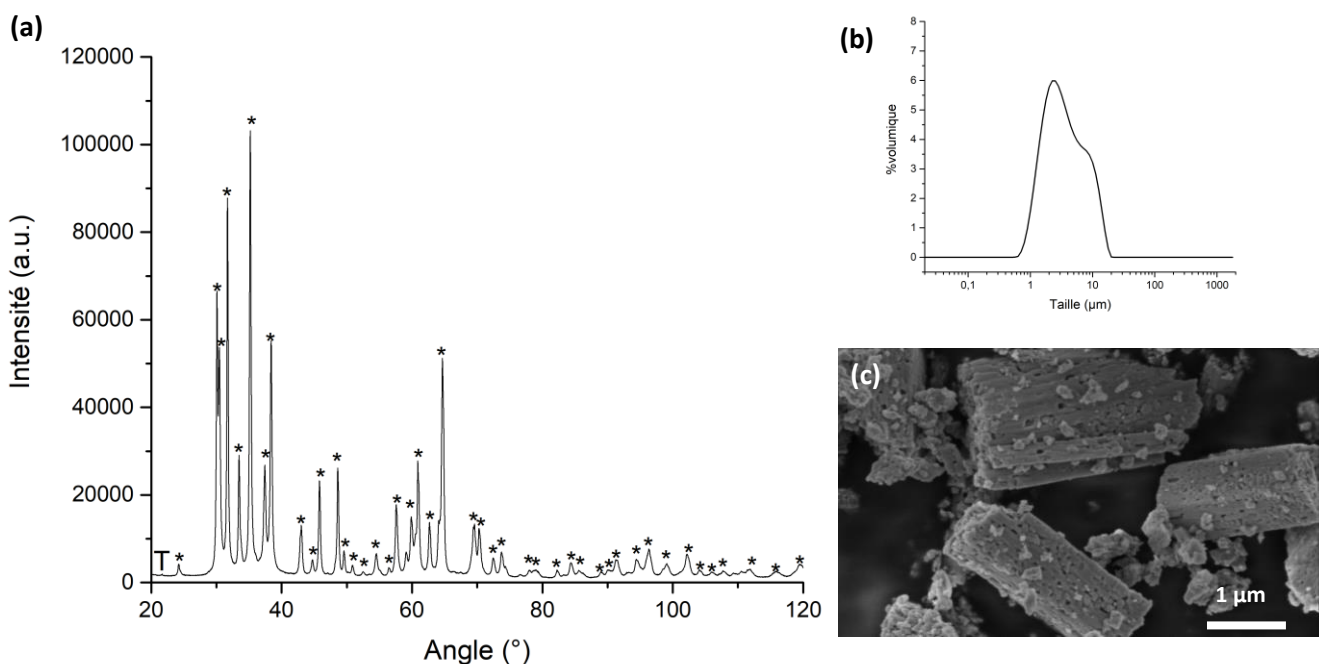 (a)
120000
100000
80000
60000
40000
20000
0
Intensité (a.u.)
T
* * * * * * * * * * * * * * * * * * * * * * * * * * * * * * * * * * * * * * * * * * *
20 40 60 80 100 120
Angle (°)
(b)
8
7
6
5
4
3
2
1
0
%volumique
0,1 1 10 100 1000
Taille (µm)
(c)
1 µm